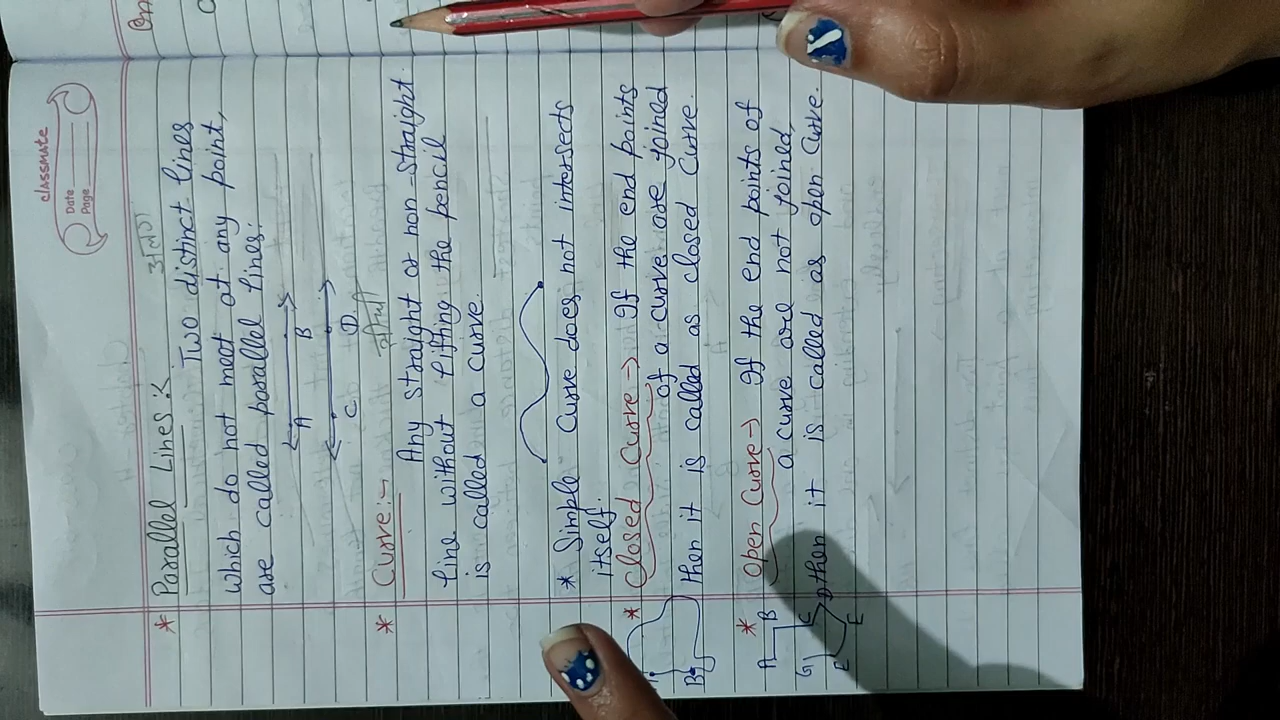 classmate
Date
Page
* Parallel Lines :<
Two distinct lines
which do not meet at any point,
are called parallel lines.
A B
C D
* Curve:-
Any Straight or non-Straight
line without lifting the pencil
is called a curve.
* Simple - Curve does not intersects
itself.
* Closed Curve → If the end points
of a curve are joined
then it is called as closed Curve.
B
* Open Curve → If the end points of
a curve are not joined,
then it is called as open Curve.
A B
G C D
E